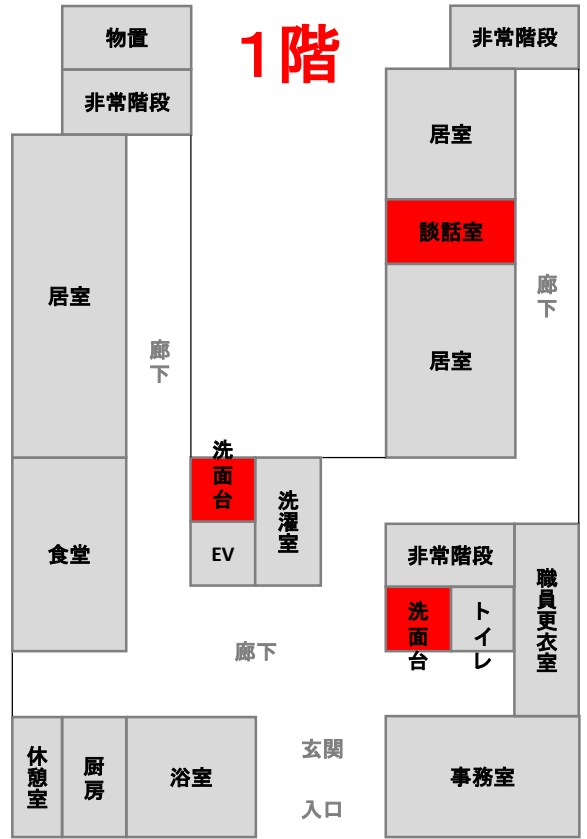 物置
1階
非常階段
非常階段
居室
談話室
居室
廊下
居室
廊下
洗面台
洗濯室
食堂
EV
非常階段
職員更衣室
洗面台
トイレ
廊下
休憩室
厨房
浴室
玄関
入口
事務室